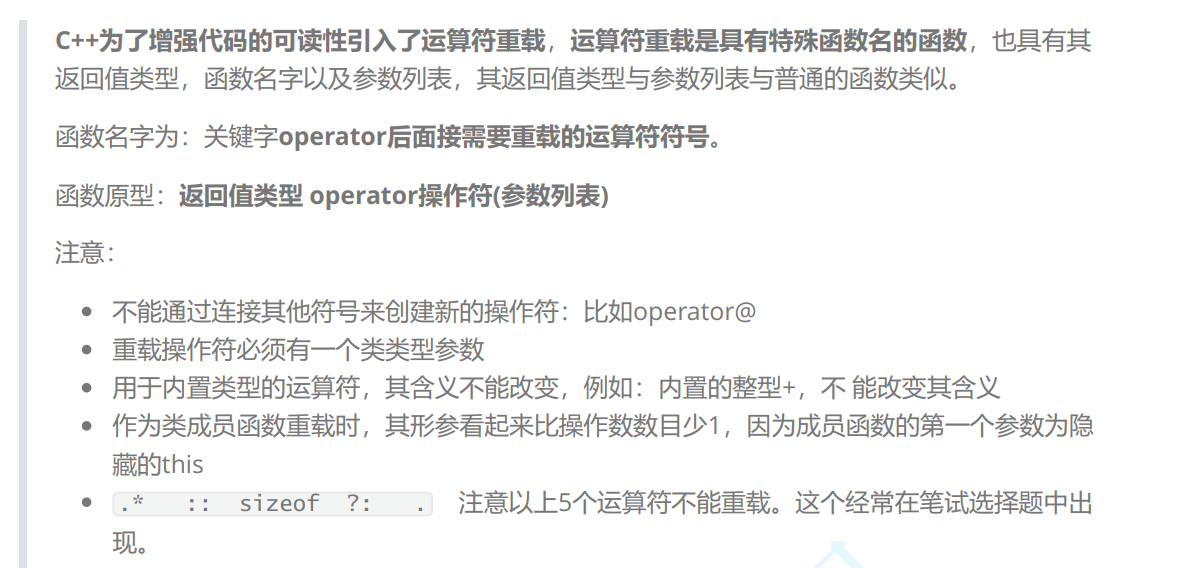 C++为了增强代码的可读性引入了运算符重载，运算符重载是具有特殊函数名的函数，也具有其
返回值类型，函数名字以及参数列表，其返回值类型与参数列表与普通的函数类似。
函数名字为：关键字operator后面接需要重载的运算符符号。
函数原型：返回值类型 operator操作符(参数列表)
注意：
不能通过连接其他符号来创建新的操作符：比如operator@
重载操作符必须有一个类类型参数
用于内置类型的运算符，其含义不能改变，例如：内置的整型+，不 能改变其含义
作为类成员函数重载时，其形参看起来比操作数数目少1，因为成员函数的第一个参数为隐
藏的this
.* :: sizeof ?: . 注意以上5个运算符不能重载。这个经常在笔试选择题中出
现。